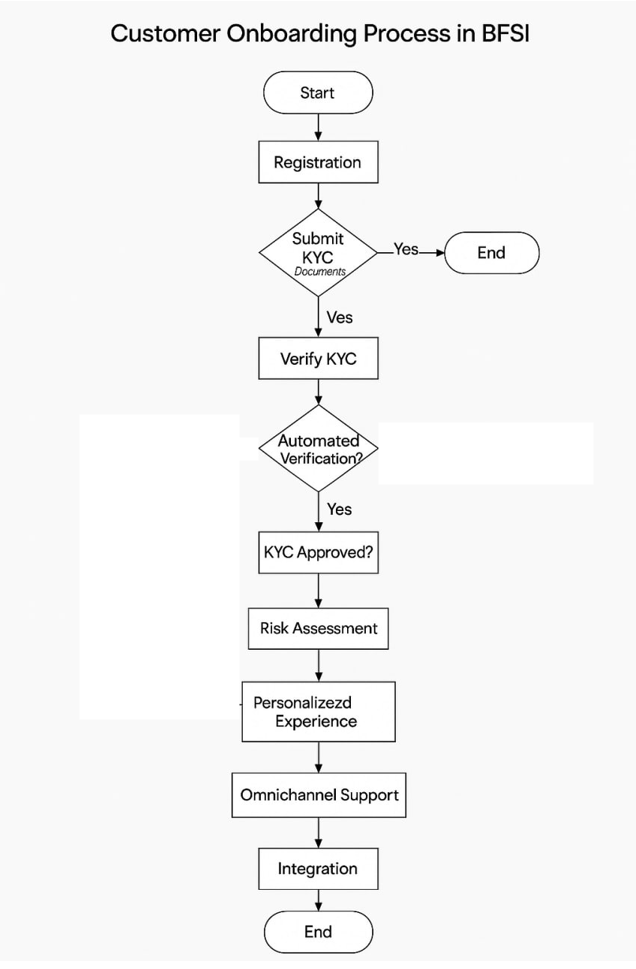 Customer Onboarding Process in BFSI
Start
Registration
Submit
KYC
Documents
Yes
End
Ves
Verify KYC
Automated
Verification?
Yes
KYC Approved?
Risk Assessment
Personalizezd
Experience
Omnichannel Support
Integration
End